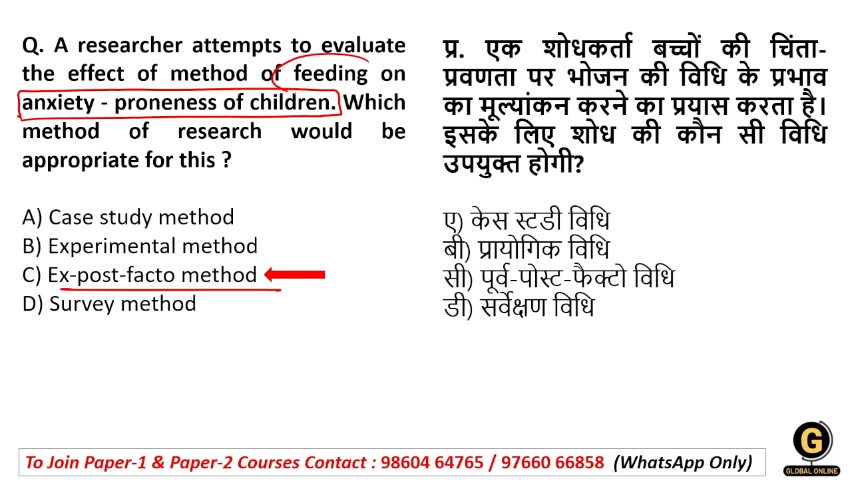 Q. A researcher attempts to evaluate
the effect of method of feeding on
anxiety - proneness of children. Which
method of research would be
appropriate for this ?
A) Case study method
B) Experimental method
C) Ex-post-facto method
D) Survey method
प्र. एक शोधकर्ता बच्चों की चिंता-
प्रवणता पर भोजन की विधि के प्रभाव
का मूल्यांकन करने का प्रयास करता है।
इसके लिए शोध की कौन सी विधि
उपयुक्त होगी?
ए) केस स्टडी विधि
बी) प्रायोगिक विधि
सी) पूर्व-पोस्ट-फैक्टो विधि
डी) सर्वेक्षण विधि
G
GLOBAL ONLINE
To Join Paper-1 & Paper-2 Courses Contact : 98604 64765 / 97660 66858 (WhatsApp Only)